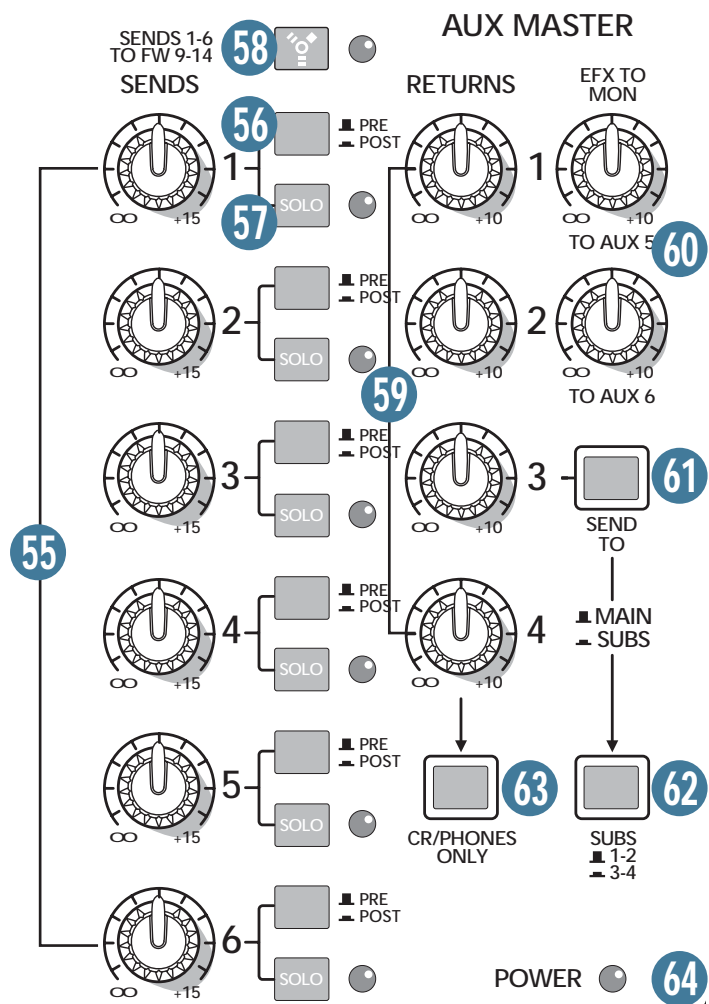 AUX MASTER
SENDS 1-6
TO FW 9-14
58
SENDS
RETURNS
EFX TO
MON
56
PRE
POST
1
57
SOLO
∞
+15
1
∞
+10
+10
TO AUX 5
60
2
PRE
POST
SOLO
∞
+15
2
∞
+10
∞
+10
TO AUX 6
59
3
PRE
POST
SOLO
∞
+15
3
∞
+10
61
SEND
TO
55
4
PRE
POST
SOLO
∞
+15
4
∞
+10
MAIN
SUBS
5
PRE
POST
SOLO
∞
+15
63
62
CR/PHONES
ONLY
SUBS
1-2
3-4
6
PRE
POST
SOLO
∞
+15
POWER
64